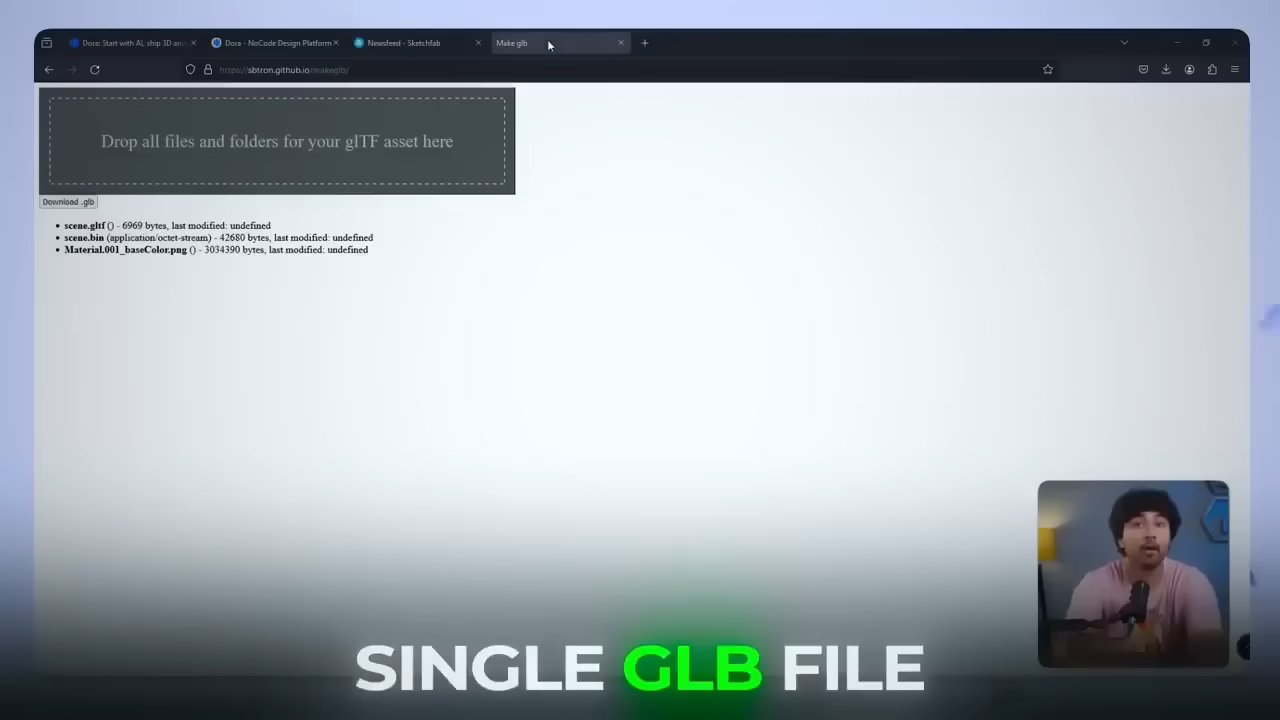 Dora: Start with AI, ship 3D ani
Dora - NoCode Design Platform
Newsfeed - Sketchfab
Make glb
https://sbtron.github.io/makeglb/
Drop all files and folders for your glTF asset here
Download .glb
scene.gltf () - 6969 bytes, last modified: undefined
scene.bin (application/octet-stream) - 42680 bytes, last modified: undefined
Material.001_baseColor.png () - 3034390 bytes, last modified: undefined
SINGLE GLB FILE